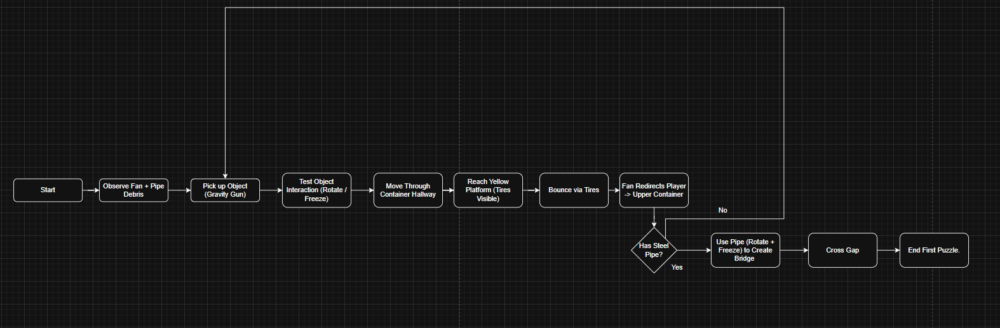 Start
Observe Fan + Pipe
Debris
Pick up Object
(Gravity Gun)
Test Object
Interaction (Rotate /
Freeze)
Move Through
Container Hallway
Reach Yellow
Platform (Tires
Visible)
Bounce via Tires
Fan Redirects Player
-> Upper Container
No
Has Steel
Pipe?
Yes
Use Pipe (Rotate +
Freeze) to Create
Bridge
Cross Gap
End First Puzzle.